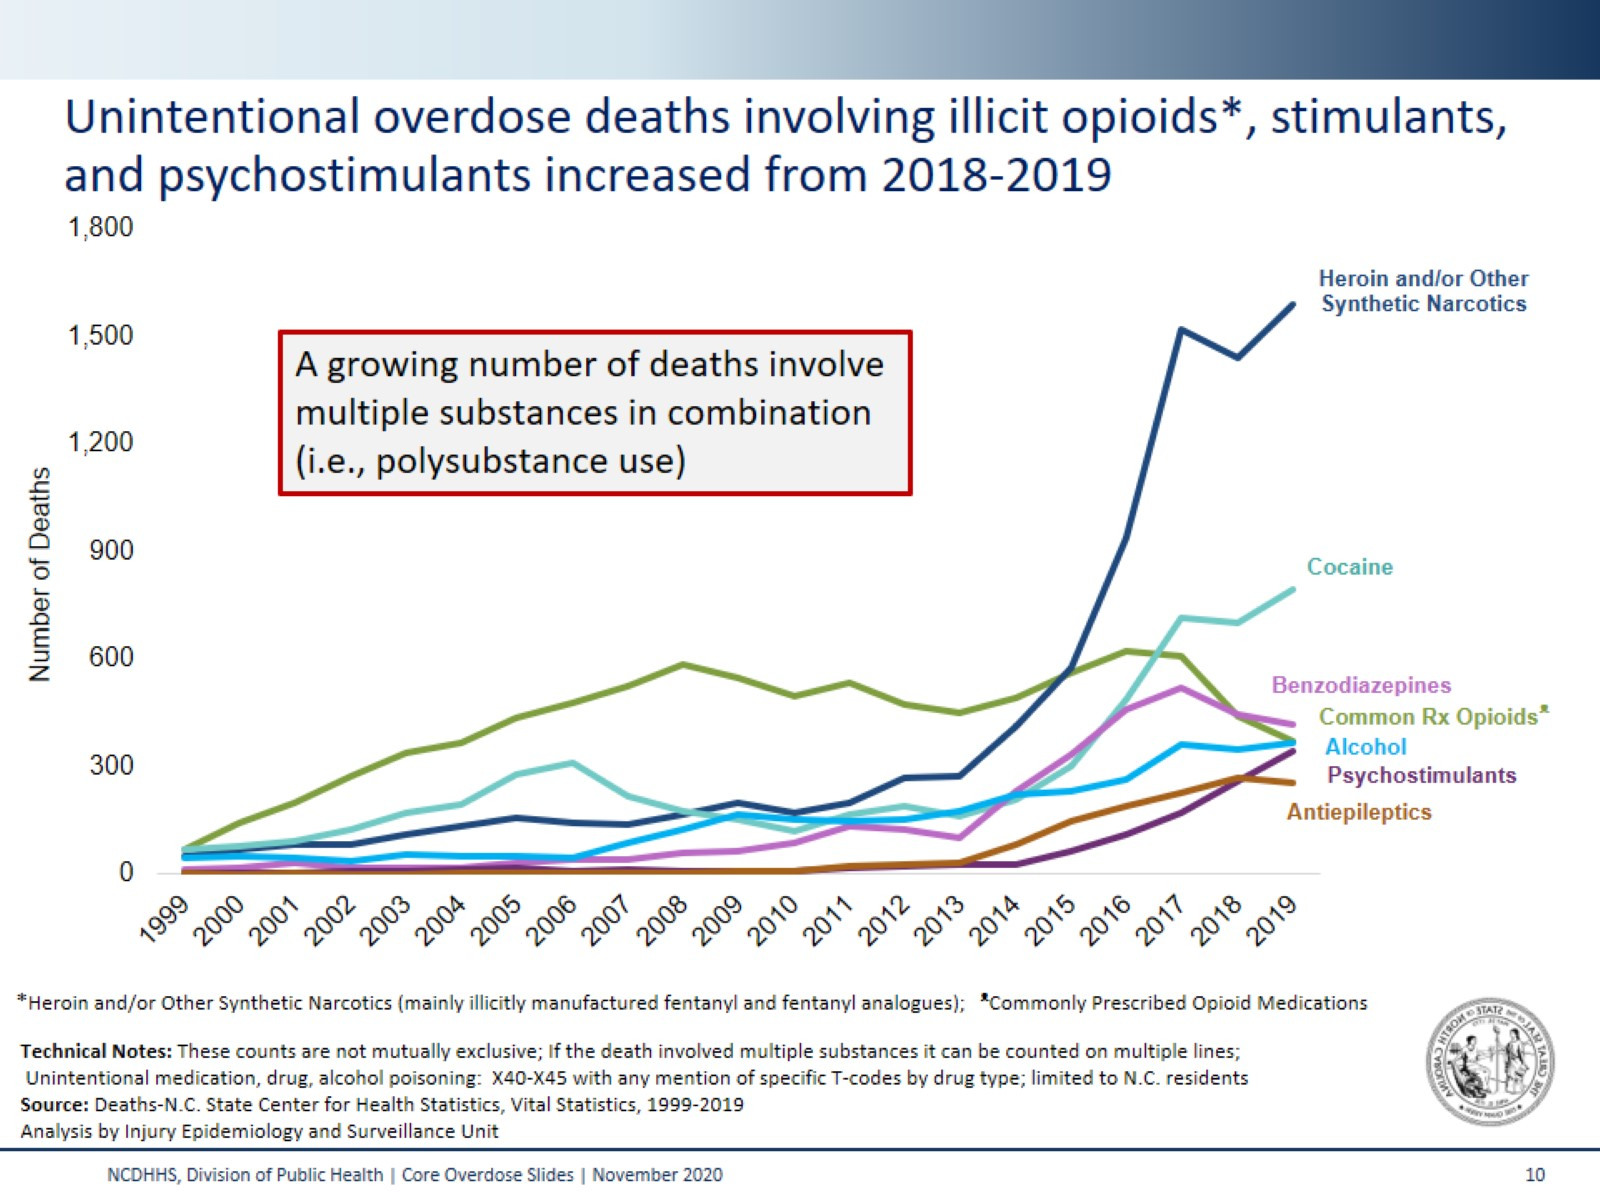 Unintentional overdose deaths involving illicit opioids*, stimulants,
and psychostimulants increased from 2018-2019
1,800
1,500
1,200
900
600
300
0
Number of Deaths
A growing number of deaths involve
multiple substances in combination
(i.e., polysubstance use)
Heroin and/or Other
Synthetic Narcotics
Cocaine
Benzodiazepines
Common Rx Opioidsᵜ
Alcohol
Psychostimulants
Antiepileptics
1999
2000
2001
2002
2003
2004
2005
2006
2007
2008
2009
2010
2011
2012
2013
2014
2015
2016
2017
2018
2019
*Heroin and/or Other Synthetic Narcotics (mainly illicitly manufactured fentanyl and fentanyl analogues); ᵜCommonly Prescribed Opioid Medications
Technical Notes: These counts are not mutually exclusive; If the death involved multiple substances it can be counted on multiple lines;
Unintentional medication, drug, alcohol poisoning: X40-X45 with any mention of specific T-codes by drug type; limited to N.C. residents
Source: Deaths-N.C. State Center for Health Statistics, Vital Statistics, 1999-2019
Analysis by Injury Epidemiology and Surveillance Unit
NCDHHS, Division of Public Health | Core Overdose Slides | November 2020
10